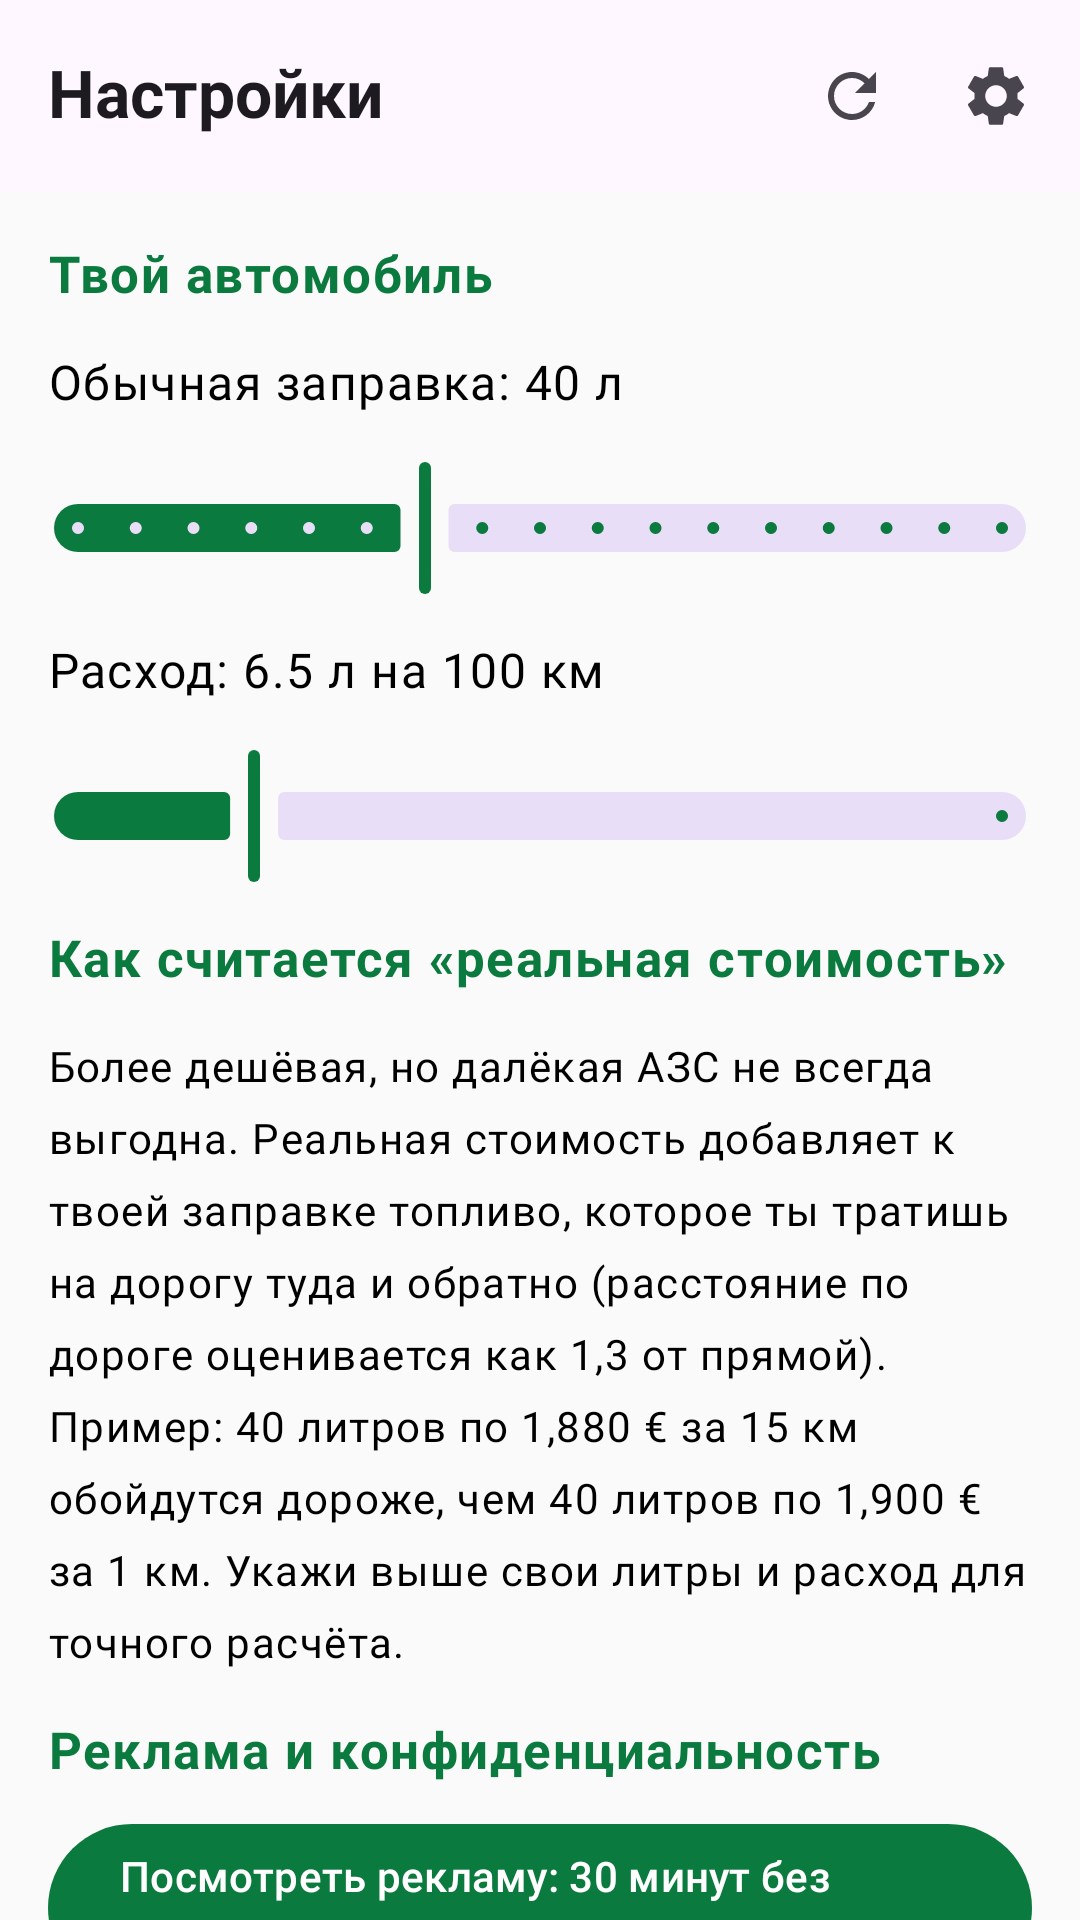 Настройки
Твой автомобиль
Обычная заправка: 40 л
Расход: 6.5 л на 100 км
Как считается «реальная стоимость»
Более дешёвая, но далёкая АЗС не всегда
выгодна. Реальная стоимость добавляет к
твоей заправке топливо, которое ты тратишь
на дорогу туда и обратно (расстояние по
дороге оценивается как 1,3 от прямой).
Пример: 40 литров по 1,880 € за 15 км
обойдутся дороже, чем 40 литров по 1,900 €
за 1 км. Укажи выше свои литры и расход для
точного расчёта.
Реклама и конфиденциальность
Посмотреть рекламу: 30 минут без